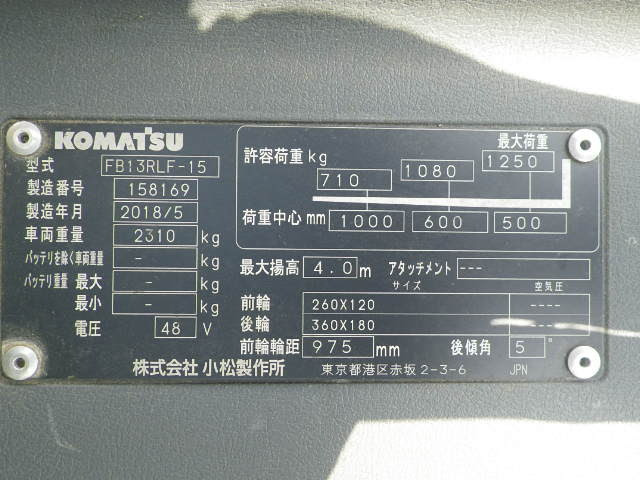 KOMATSU
型式 FB13RLF-15
製造番号 158169
製造年月 2018/5
車両重量 2310 kg
バッテリを除く車両重量 - kg
バッテリ重量 最大 - kg
最小 - kg
電圧 48 V
最大荷重
許容荷重 kg 710 1080 1250
荷重中心 mm 1000 600 500
最大揚高 4.0 m アタッチメント ---
サイズ 空気圧
前輪 260X120 ----
後輪 360X180 ----
前輪輪距 975 mm 後傾角 5°
株式会社 小松製作所 東京都港区赤坂2-3-6 JPN